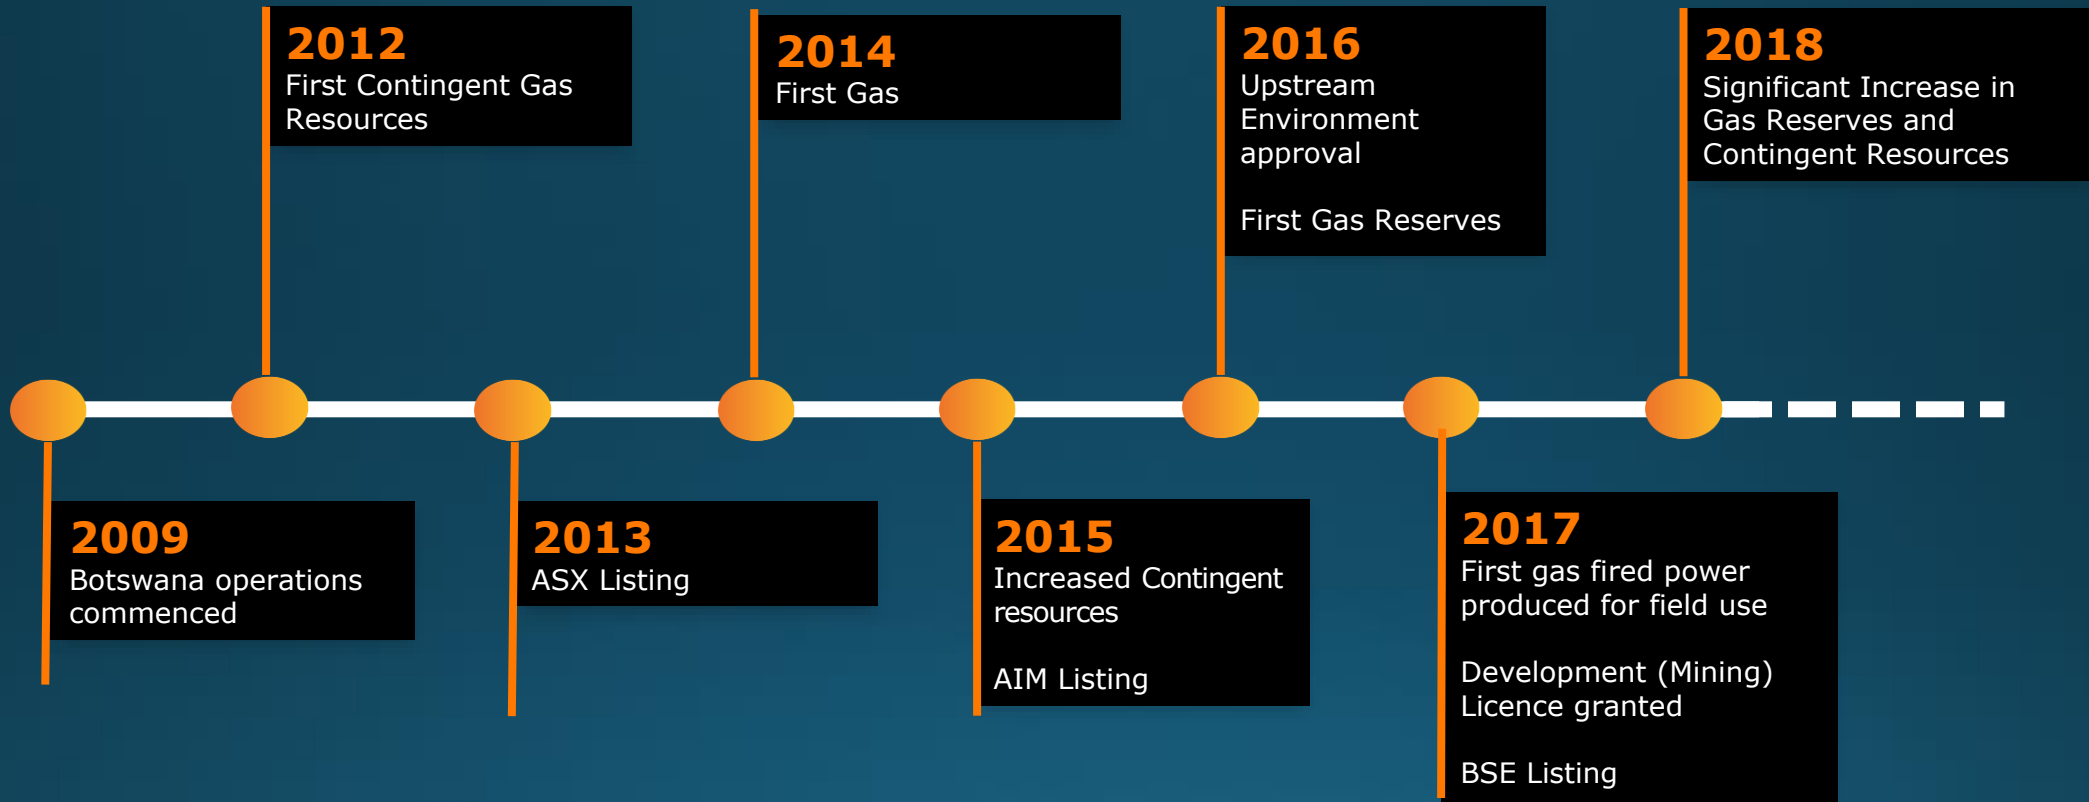 2012
First Contingent Gas
Resources
2014
First Gas
2016
Upstream
Environment
approval
First Gas Reserves
2018
Significant Increase in
Gas Reserves and
Contingent Resources
2009
Botswana operations
commenced
2013
ASX Listing
2015
Increased Contingent
resources
AIM Listing
2017
First gas fired power
produced for field use
Development (Mining)
Licence granted
BSE Listing